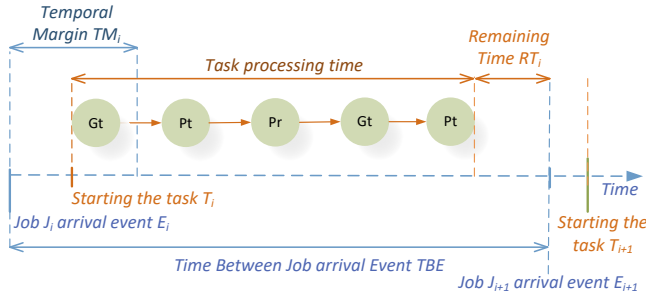 Temporal
Margin TMi
Remaining
Time RTi
Task processing time
Gt
Pt
Pr
Gt
Pt
Time
Starting the task Ti
Starting the
task Ti+1
Job Ji arrival event Ei
Time Between Job arrival Event TBE
Job Ji+1 arrival event Ei+1